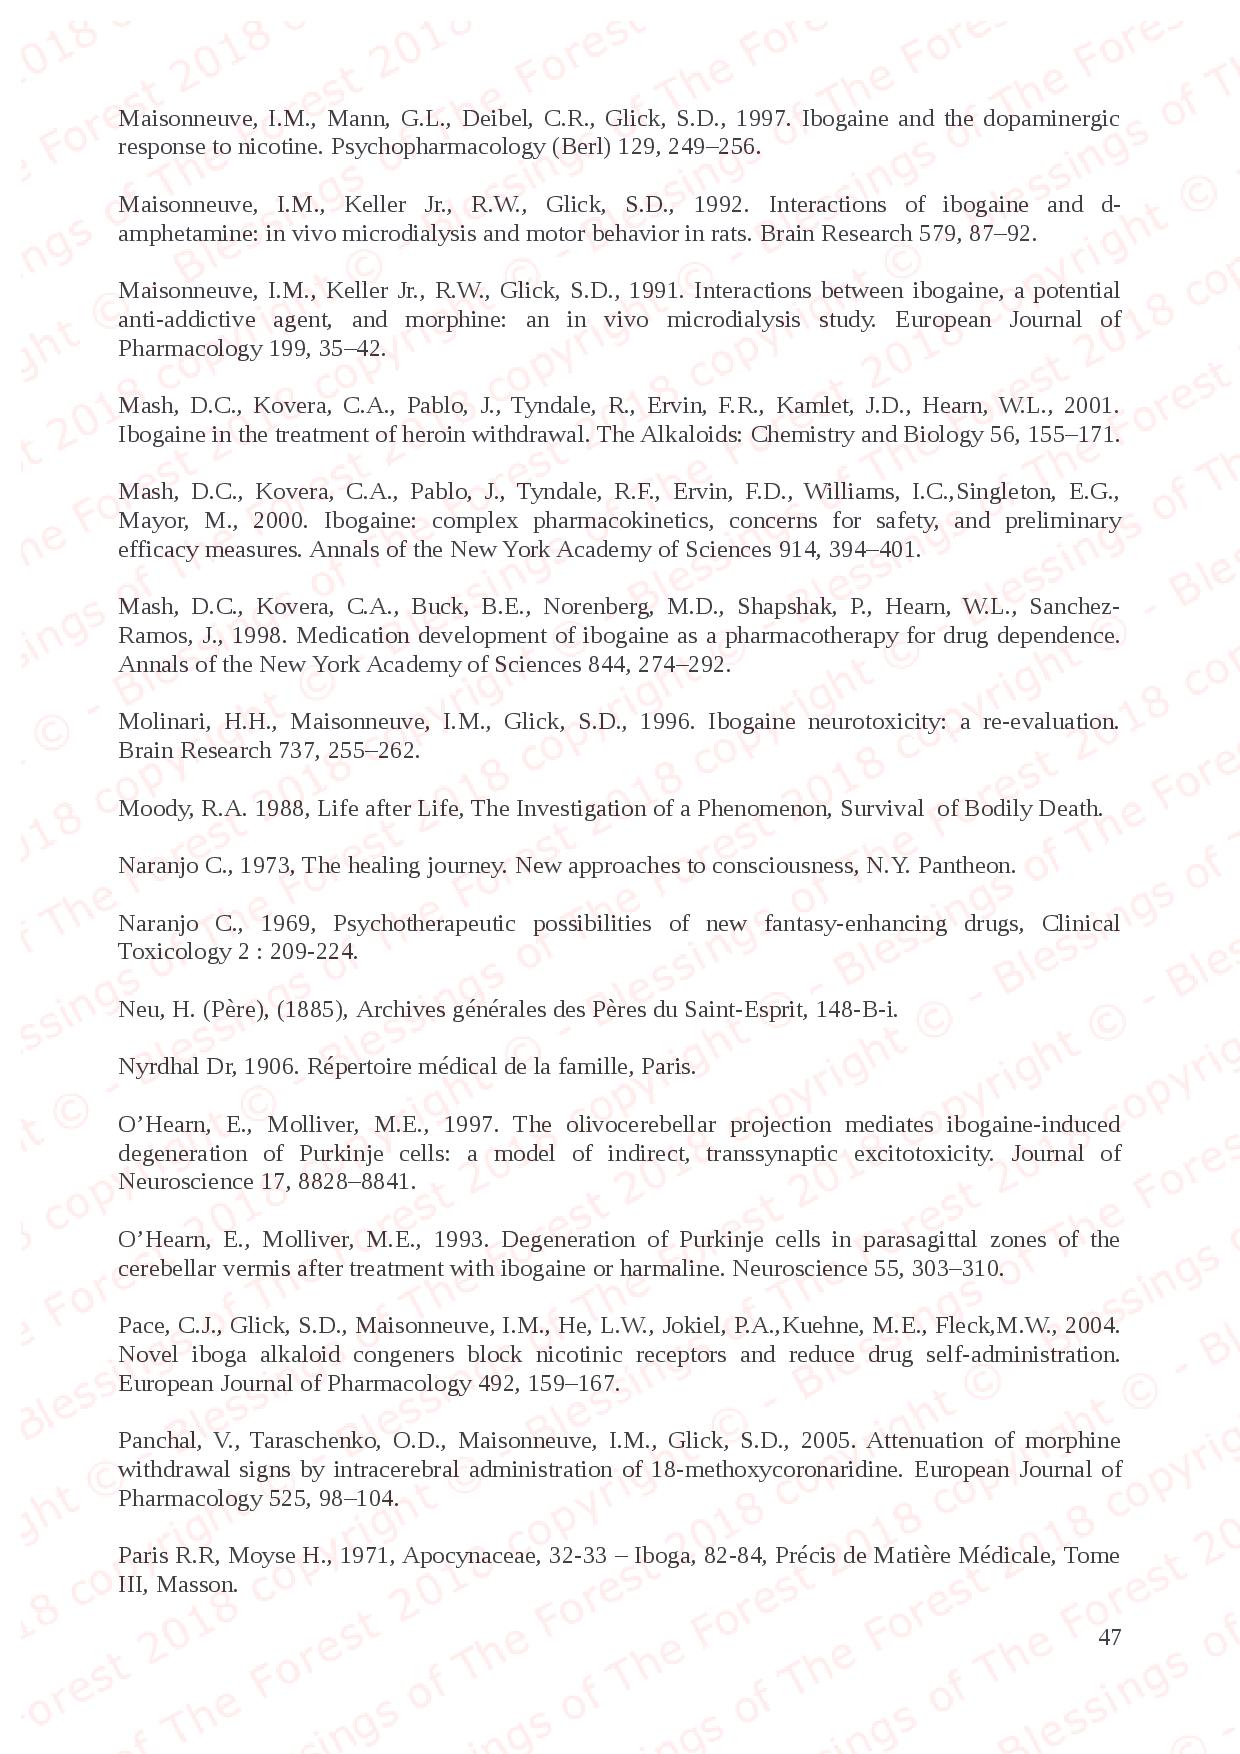 Maisonneuve, I.M., Mann, G.L., Deibel, C.R., Glick, S.D., 1997. Ibogaine and the dopaminergic
response to nicotine. Psychopharmacology (Berl) 129, 249–256.
Maisonneuve, I.M., Keller Jr., R.W., Glick, S.D., 1992. Interactions of ibogaine and d-
amphetamine: in vivo microdialysis and motor behavior in rats. Brain Research 579, 87–92.
Maisonneuve, I.M., Keller Jr., R.W., Glick, S.D., 1991. Interactions between ibogaine, a potential
anti-addictive agent, and morphine: an in vivo microdialysis study. European Journal of
Pharmacology 199, 35–42.
Mash, D.C., Kovera, C.A., Pablo, J., Tyndale, R., Ervin, F.R., Kamlet, J.D., Hearn, W.L., 2001.
Ibogaine in the treatment of heroin withdrawal. The Alkaloids: Chemistry and Biology 56, 155–171.
Mash, D.C., Kovera, C.A., Pablo, J., Tyndale, R.F., Ervin, F.D., Williams, I.C.,Singleton, E.G.,
Mayor, M., 2000. Ibogaine: complex pharmacokinetics, concerns for safety, and preliminary
efficacy measures. Annals of the New York Academy of Sciences 914, 394–401.
Mash, D.C., Kovera, C.A., Buck, B.E., Norenberg, M.D., Shapshak, P., Hearn, W.L., Sanchez-
Ramos, J., 1998. Medication development of ibogaine as a pharmacotherapy for drug dependence.
Annals of the New York Academy of Sciences 844, 274–292.
Molinari, H.H., Maisonneuve, I.M., Glick, S.D., 1996. Ibogaine neurotoxicity: a re-evaluation.
Brain Research 737, 255–262.
Moody, R.A. 1988, Life after Life, The Investigation of a Phenomenon, Survival of Bodily Death.
Naranjo C., 1973, The healing journey. New approaches to consciousness, N.Y. Pantheon.
Naranjo C., 1969, Psychotherapeutic possibilities of new fantasy-enhancing drugs, Clinical
Toxicology 2 : 209-224.
Neu, H. (Père), (1885), Archives générales des Pères du Saint-Esprit, 148-B-i.
Nyrdhal Dr, 1906. Répertoire médical de la famille, Paris.
O’Hearn, E., Molliver, M.E., 1997. The olivocerebellar projection mediates ibogaine-induced
degeneration of Purkinje cells: a model of indirect, transsynaptic excitotoxicity. Journal of
Neuroscience 17, 8828–8841.
O’Hearn, E., Molliver, M.E., 1993. Degeneration of Purkinje cells in parasagittal zones of the
cerebellar vermis after treatment with ibogaine or harmaline. Neuroscience 55, 303–310.
Pace, C.J., Glick, S.D., Maisonneuve, I.M., He, L.W., Jokiel, P.A.,Kuehne, M.E., Fleck,M.W., 2004.
Novel iboga alkaloid congeners block nicotinic receptors and reduce drug self-administration.
European Journal of Pharmacology 492, 159–167.
Panchal, V., Taraschenko, O.D., Maisonneuve, I.M., Glick, S.D., 2005. Attenuation of morphine
withdrawal signs by intracerebral administration of 18-methoxycoronaridine. European Journal of
Pharmacology 525, 98–104.
Paris R.R, Moyse H., 1971, Apocynaceae, 32-33 – Iboga, 82-84, Précis de Matière Médicale, Tome
III, Masson.
47
Blessings of The Forest 2018 copyright ©